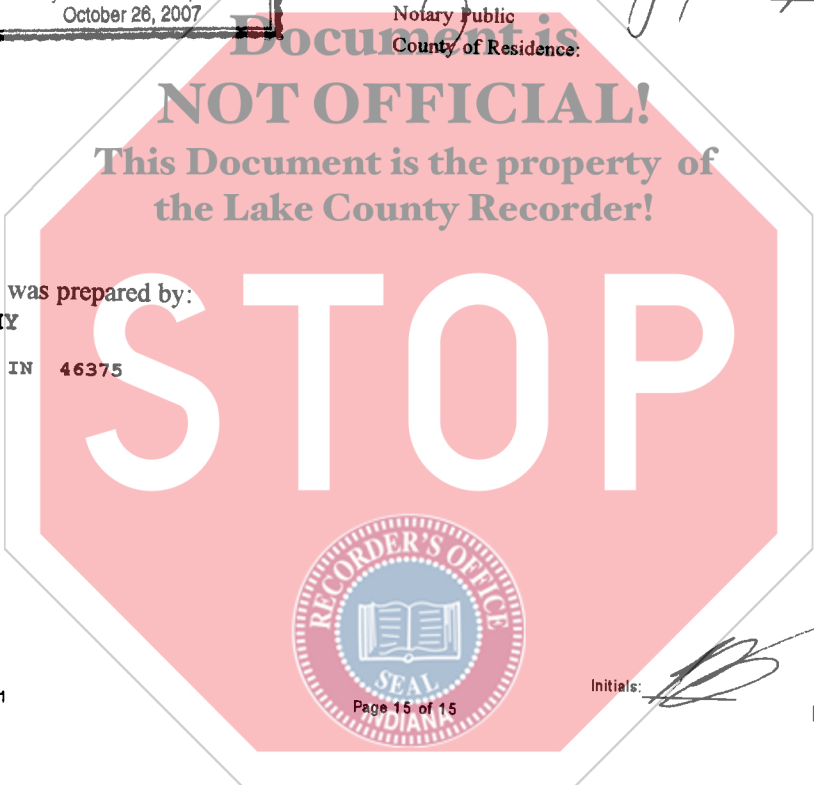 October 26, 2007
Notary Public
County of Residence:
Document is
NOT OFFICIAL!
This Document is the property of
the Lake County Recorder!
was prepared by:
IN 46375
STOP
RECORDER'S OFFICE
SEAL
INDIANA
Initials:
Page 15 of 15